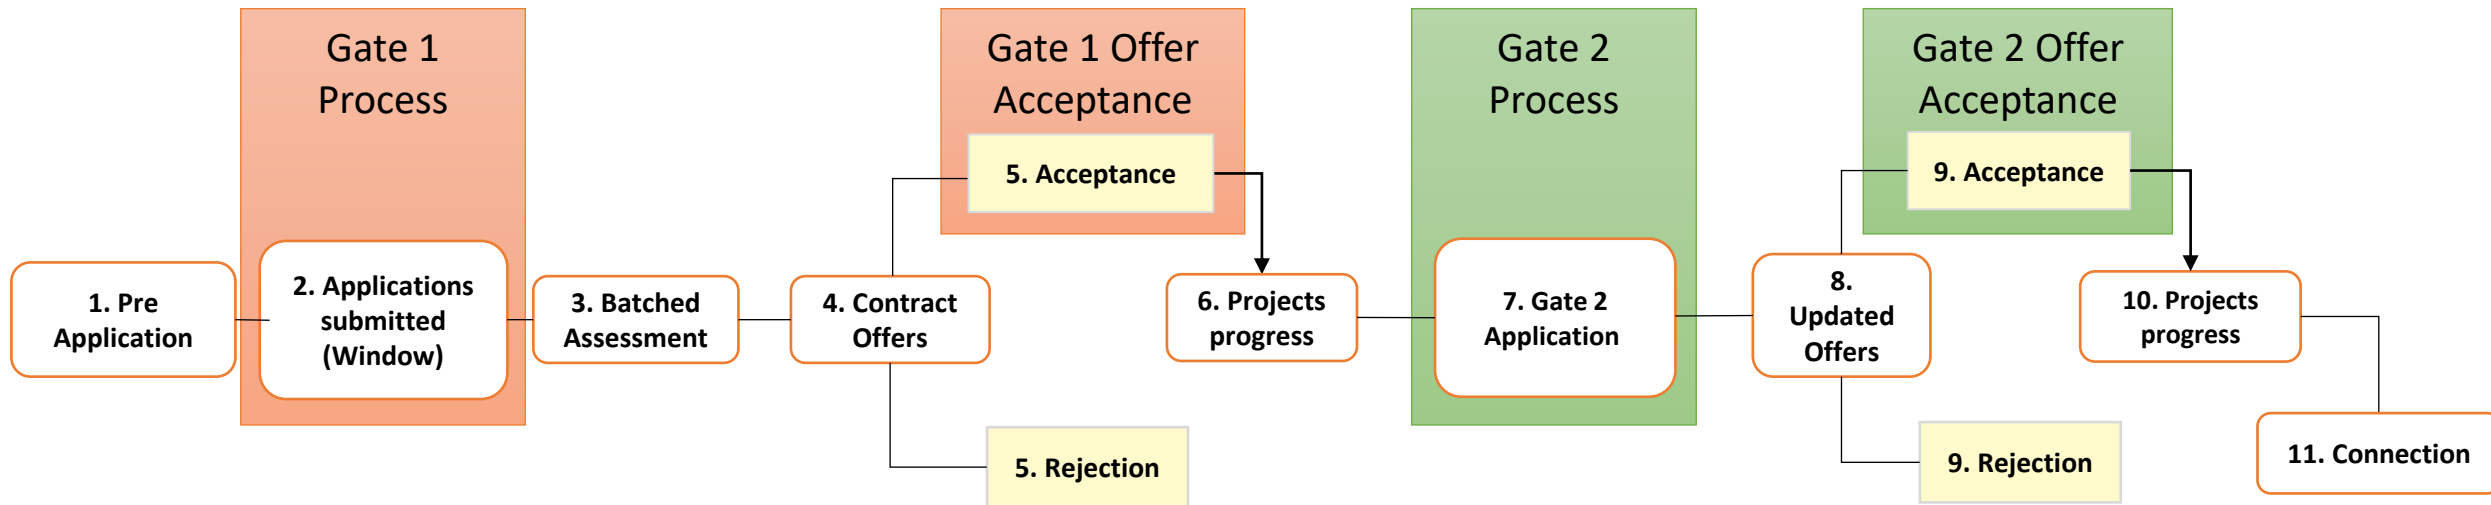 Gate 1
Process
Gate 1 Offer
Acceptance
Gate 2
Process
Gate 2 Offer
Acceptance
1. Pre
Application
2. Applications
submitted
(Window)
3. Batched
Assessment
4. Contract
Offers
5. Acceptance
5. Rejection
6. Projects
progress
7. Gate 2
Application
8.
Updated
Offers
9. Acceptance
9. Rejection
10. Projects
progress
11. Connection